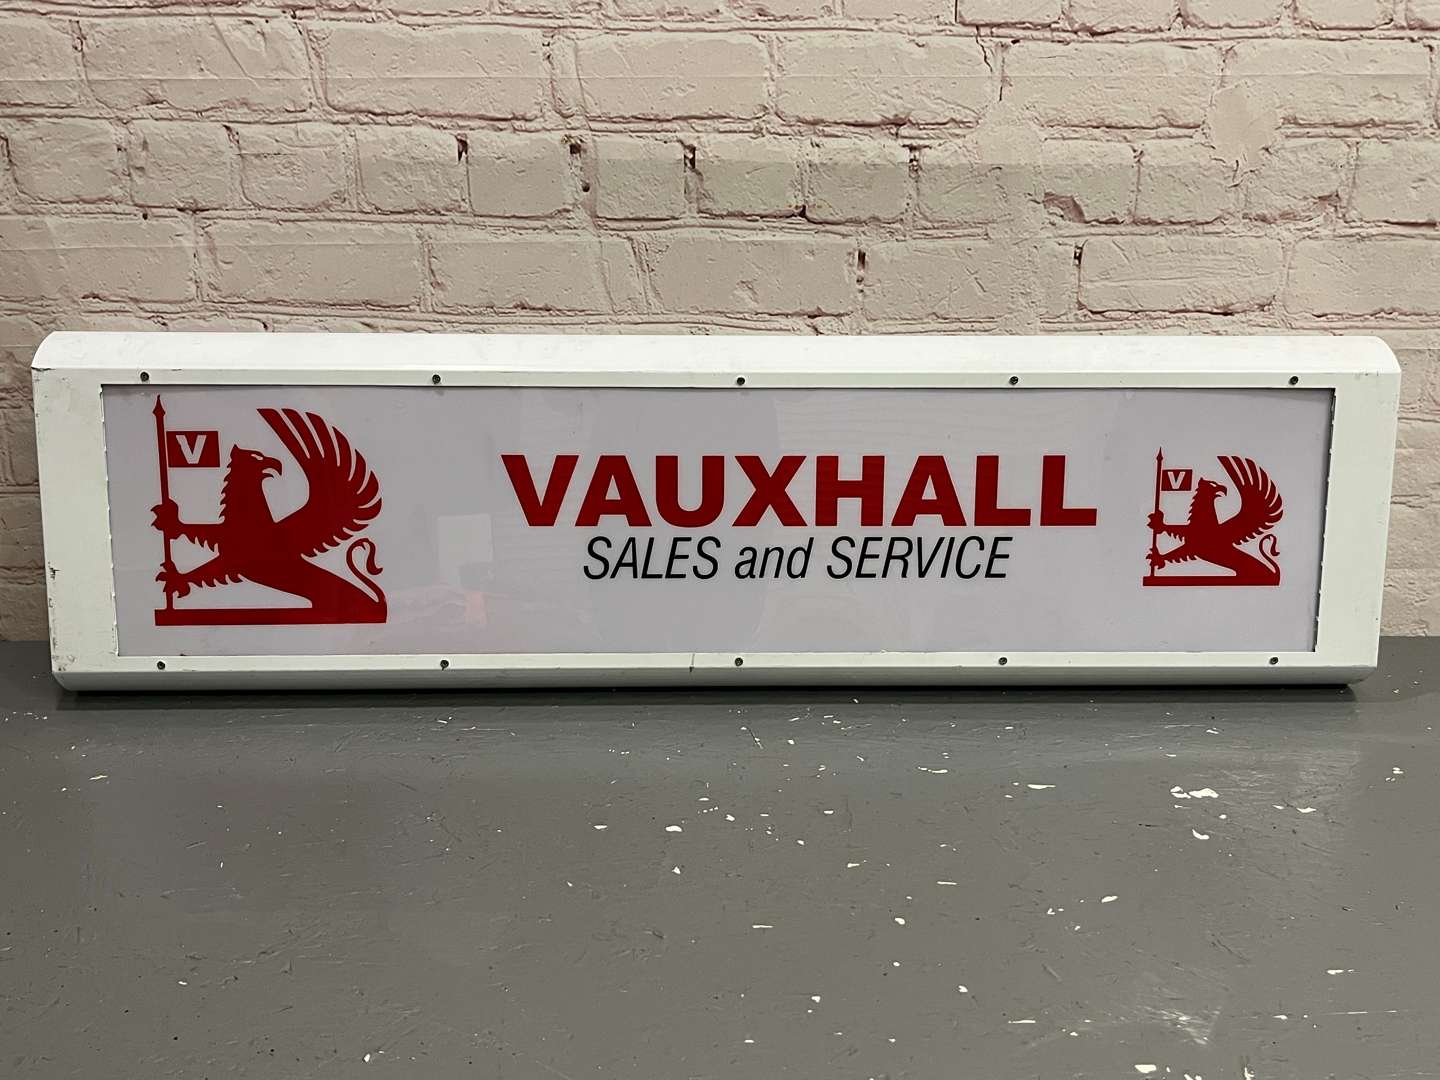 V
VAUXHALL
SALES and SERVICE
V